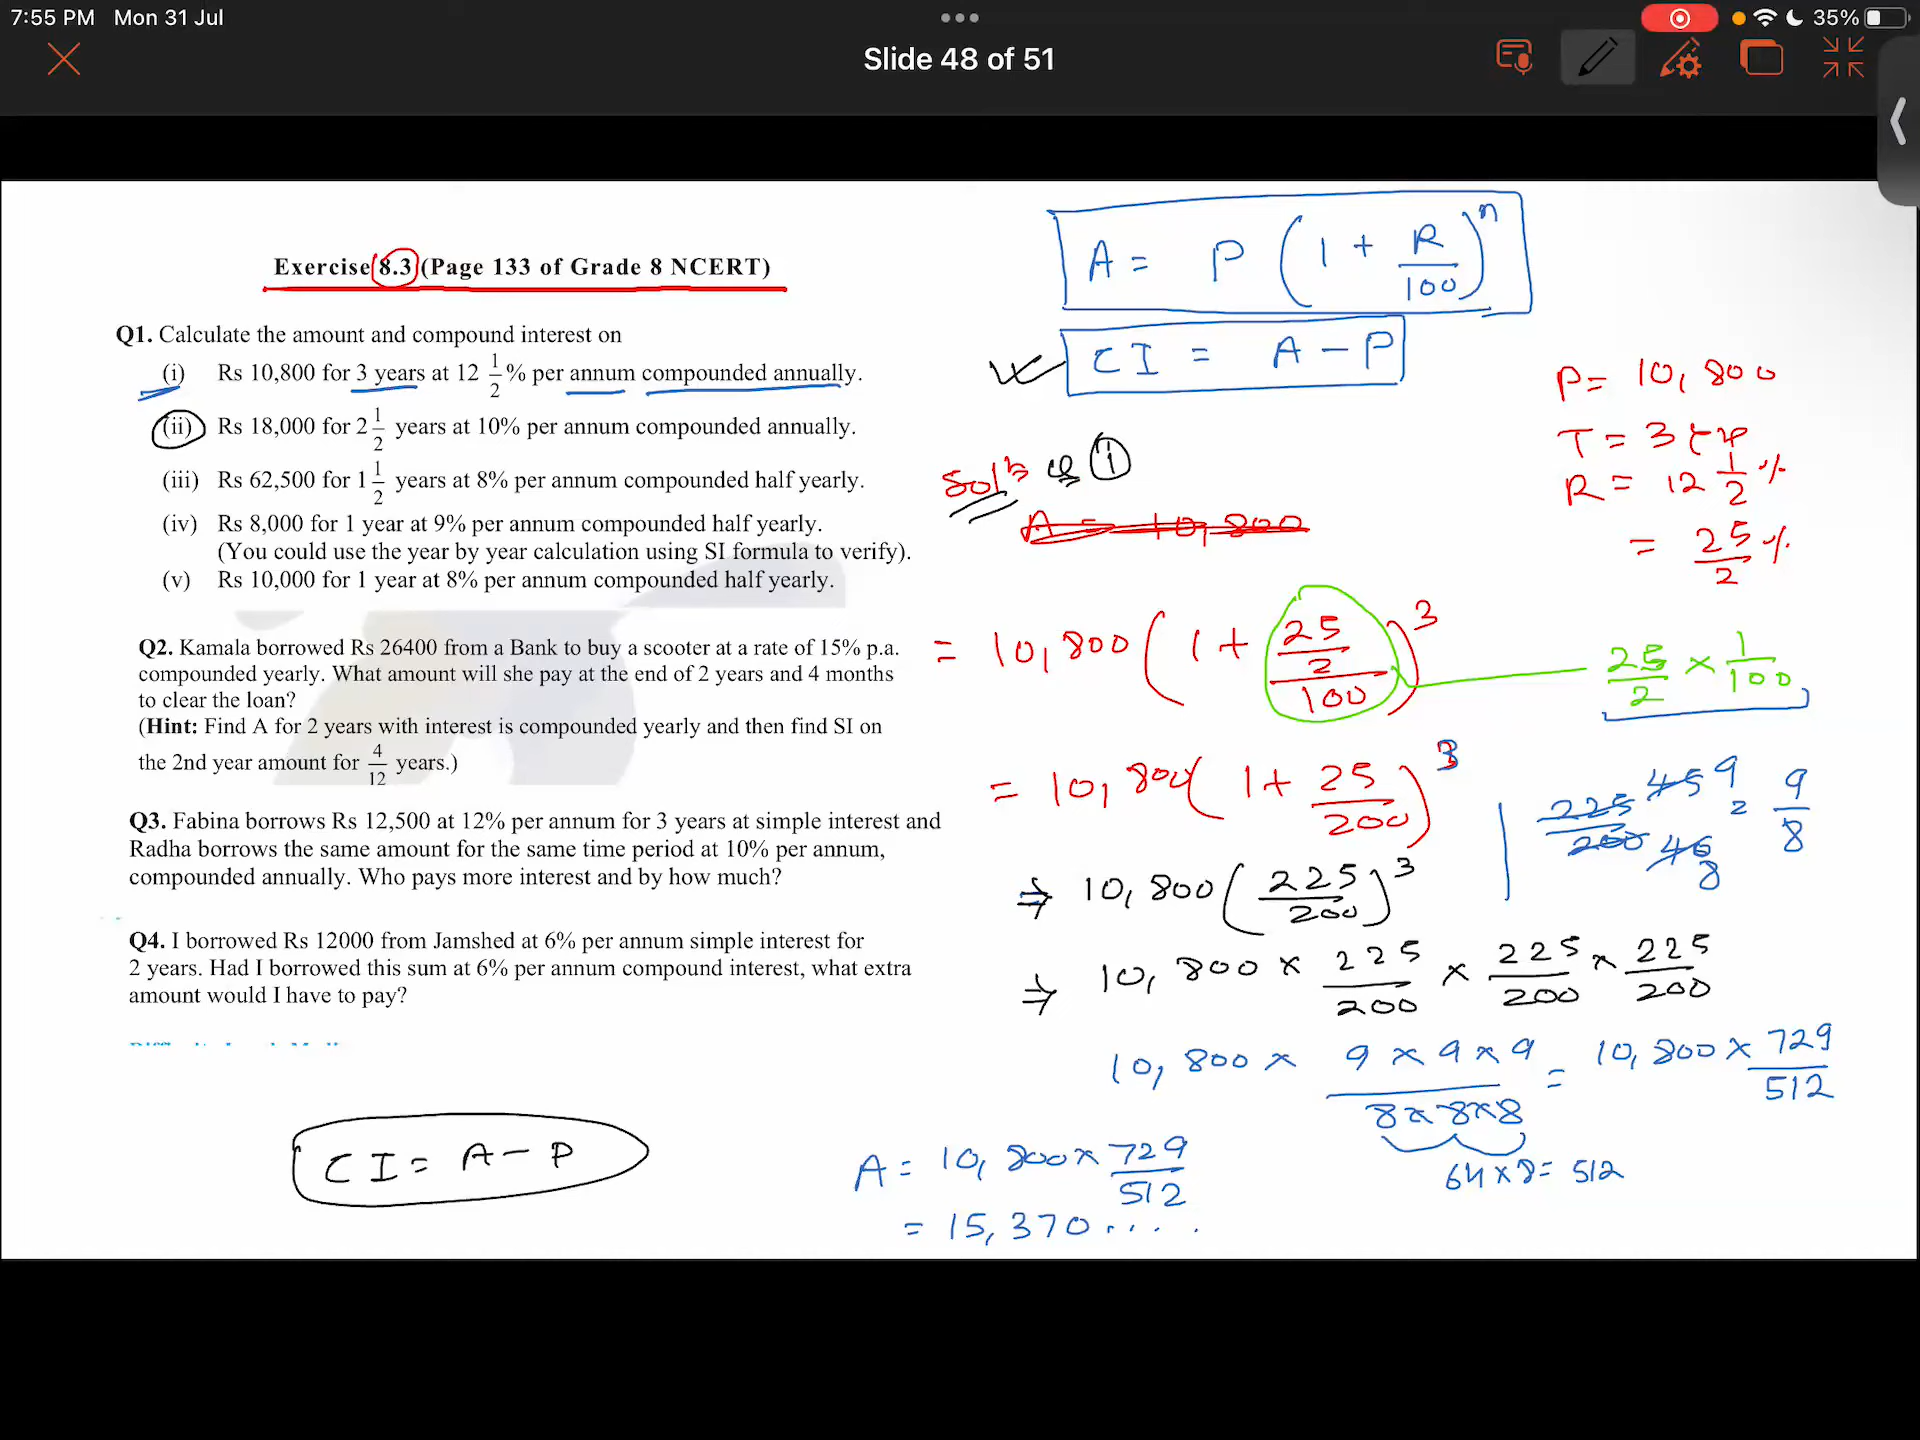 7:55 PM Mon 31 Jul
35%
Slide 48 of 51
Exercise 8.3 (Page 133 of Grade 8 NCERT)
Q1. Calculate the amount and compound interest on
(i) Rs 10,800 for 3 years at 12 1/2 % per annum compounded annually.
(ii) Rs 18,000 for 2 1/2 years at 10% per annum compounded annually.
(iii) Rs 62,500 for 1 1/2 years at 8% per annum compounded half yearly.
(iv) Rs 8,000 for 1 year at 9% per annum compounded half yearly.
(You could use the year by year calculation using SI formula to verify).
(v) Rs 10,000 for 1 year at 8% per annum compounded half yearly.
Q2. Kamala borrowed Rs 26400 from a Bank to buy a scooter at a rate of 15% p.a.
compounded yearly. What amount will she pay at the end of 2 years and 4 months
to clear the loan?
(Hint: Find A for 2 years with interest is compounded yearly and then find SI on
the 2nd year amount for 4/12 years.)
Q3. Fabina borrows Rs 12,500 at 12% per annum for 3 years at simple interest and
Radha borrows the same amount for the same time period at 10% per annum,
compounded annually. Who pays more interest and by how much?
Q4. I borrowed Rs 12000 from Jamshed at 6% per annum simple interest for
2 years. Had I borrowed this sum at 6% per annum compound interest, what extra
amount would I have to pay?
CI = A - P
A = P (1 + R/100)^n
CI = A - P
P = 10,800
T = 3
R = 12 1/2 %
= 25/2 %
Sol^n of (i)
A = 10,800
= 10,800 (1 + 25/2/100)^3
25/2 × 1/100
= 10,800 (1 + 25/200)^3
225/200 45/40 9/8 9/8
⇒ 10,800 (225/200)^3
⇒ 10,800 × 225/200 × 225/200 × 225/200
10,800 × 9 × 9 × 9 / 8 × 8 × 8 = 10,800 × 729/512
64 × 8 = 512
A = 10,800 × 729/512
= 15,370 .....